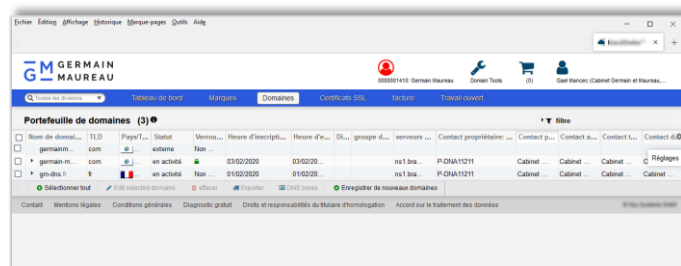 Fichier Édition Affichage Historique Marque-pages Outils Aide
GERMAIN
MAUREAU
0000001410: Germain Maureau Domain Tools (0) Gael Mancec (Cabinet Germain et Maureau,...
Toutes les divisions Tableau de bord Marques Domaines Certificats SSL facture Travail ouvert
Portefeuille de domaines (3) filtre
Nom de domai... TLD Pays/T... Statut Verrou... Heure d'inscripti... Heure d'e... Di... groupe d... serveurs ... Contact propriétaire: ... Contact p... Contact a... Contact t... Contact d
germainm... com externe Non ...
germain-m... com en activité 03/02/2020 03/02/20... ns1.bra... P-DNA11211 Cabinet ... Cabinet ... Cabinet Réglages
gm-dns.fr fr en activité Non ... 01/02/2020 01/02/20... ns1.bra... P-DNA11211 Cabinet ... Cabinet ... Cabinet ... Cabinet ...
Sélectionner tout Edit selected domains effacer Exporter DNS zones Enregistrer de nouveaux domaines
Contakt Mentions légales Conditions générales Diagnostic gratuit Droits et responsabilités du titulaire d'homologation Accord sur le traitement des données